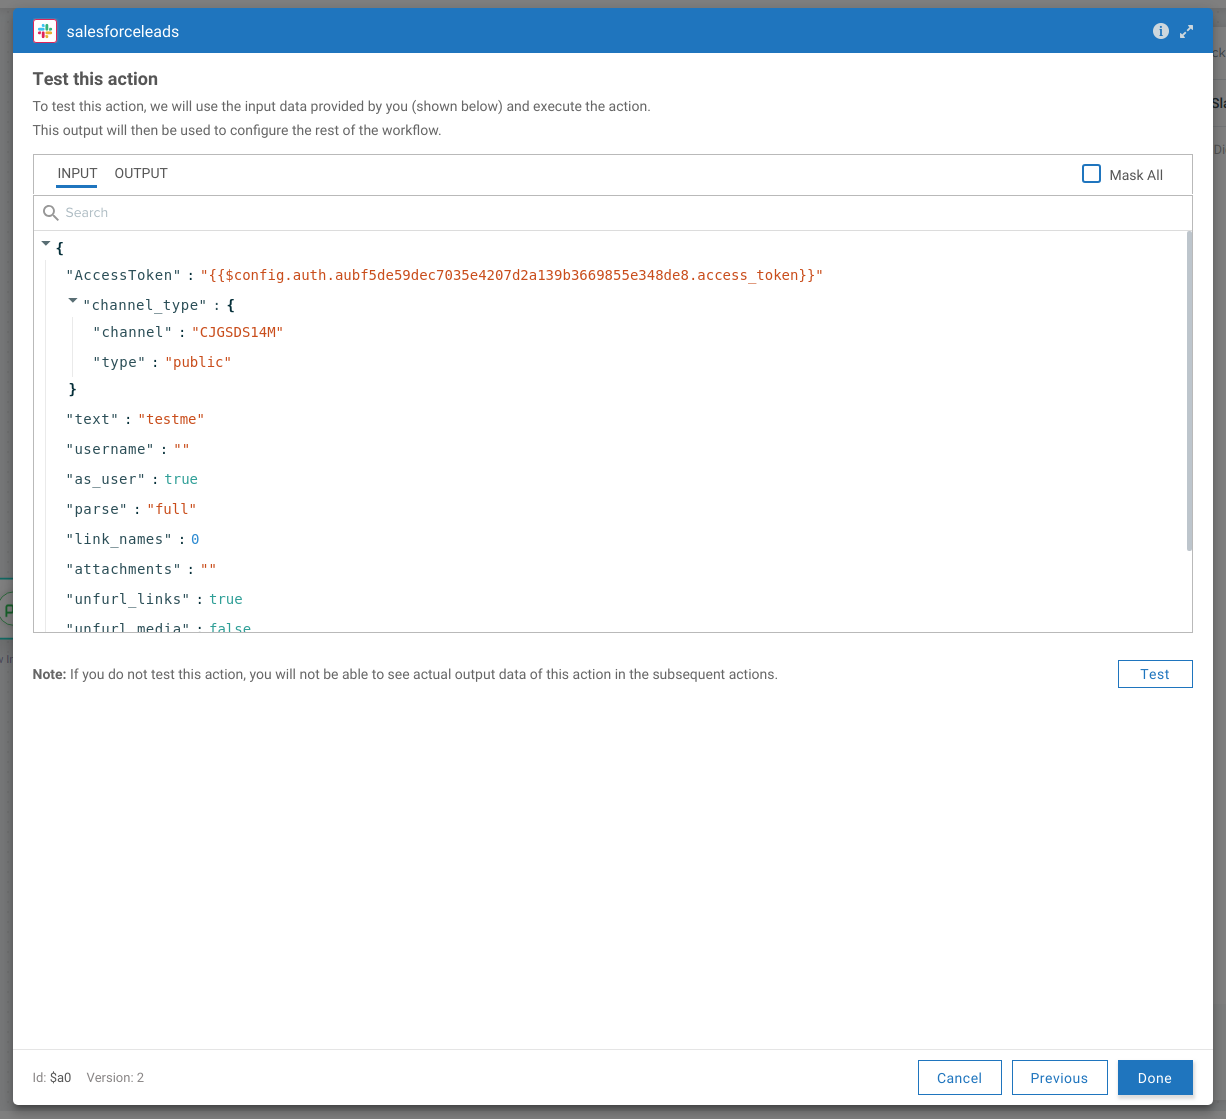 salesforceleads
Test this action
To test this action, we will use the input data provided by you (shown below) and execute the action.
This output will then be used to configure the rest of the workflow.
INPUT OUTPUT Mask All
Search
{
"AccessToken" : "{{$config.auth.aubf5de59dec7035e4207d2a139b3669855e348de8.access_token}}"
"channel_type" : {
"channel" : "CJGSDS14M"
"type" : "public"
}
"text" : "testme"
"username" : ""
"as_user" : true
"parse" : "full"
"link_names" : 0
"attachments" : ""
"unfurl_links" : true
"unfurl_media" : false
Note: If you do not test this action, you will not be able to see actual output data of this action in the subsequent actions.
Test
Id: $a0 Version: 2
Cancel Previous Done